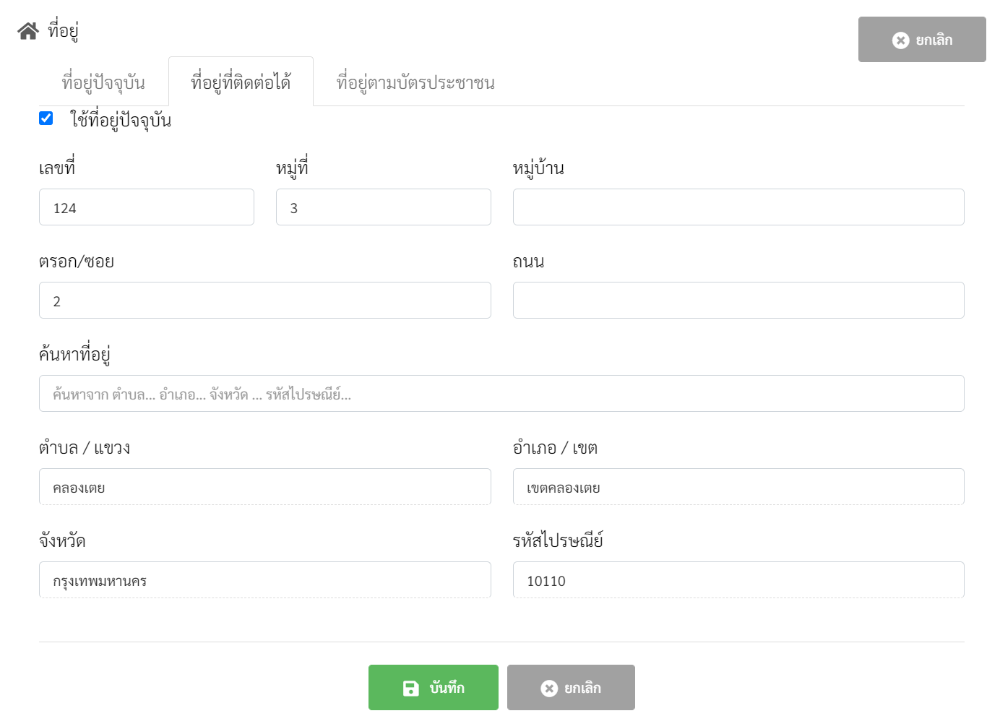 ที่อยู่
ยกเลิก
ที่อยู่ปัจจุบัน ที่อยู่ที่ติดต่อได้ ที่อยู่ตามบัตรประชาชน
ใช้ที่อยู่ปัจจุบัน
เลขที่ หมู่ที่ หมู่บ้าน
124 3
ตรอก/ซอย ถนน
2
ค้นหาที่อยู่
ค้นหาจาก ตำบล... อำเภอ... จังหวัด ... รหัสไปรษณีย์...
ตำบล / แขวง อำเภอ / เขต
คลองเตย เขตคลองเตย
จังหวัด รหัสไปรษณีย์
กรุงเทพมหานคร 10110
บันทึก ยกเลิก